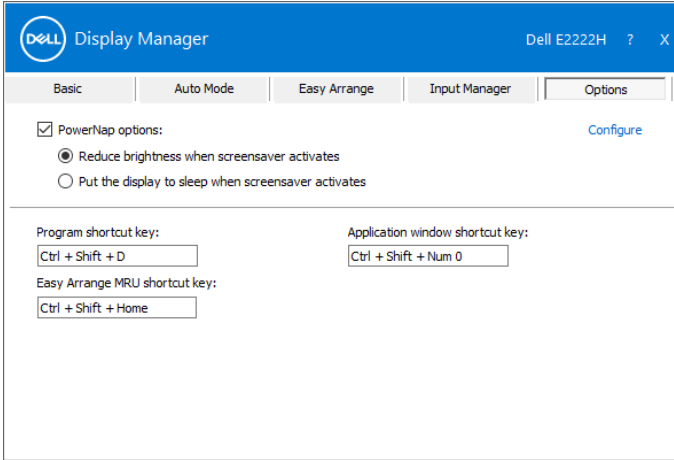 DELL Display Manager Dell E2222H ? X
Basic Auto Mode Easy Arrange Input Manager Options
PowerNap options: Configure
Reduce brightness when screensaver activates
Put the display to sleep when screensaver activates
Program shortcut key: Application window shortcut key:
Ctrl + Shift + D Ctrl + Shift + Num 0
Easy Arrange MRU shortcut key:
Ctrl + Shift + Home